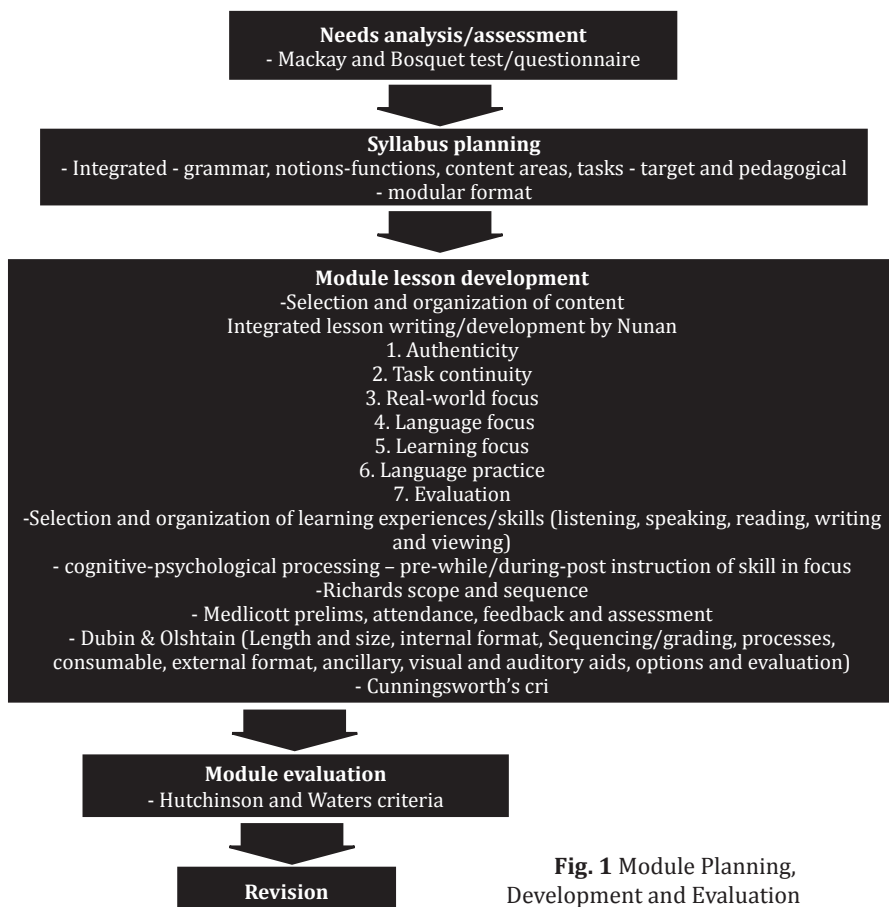 Needs analysis/assessment
- Mackay and Bosquet test/questionnaire
Syllabus planning
- Integrated - grammar, notions-functions, content areas, tasks - target and pedagogical
- modular format
Module lesson development
-Selection and organization of content
Integrated lesson writing/development by Nunan
1. Authenticity
2. Task continuity
3. Real-world focus
4. Language focus
5. Learning focus
6. Language practice
7. Evaluation
-Selection and organization of learning experiences/skills (listening, speaking, reading, writing
and viewing)
- cognitive-psychological processing – pre-while/during-post instruction of skill in focus
-Richards scope and sequence
- Medlicott prelims, attendance, feedback and assessment
- Dubin & Olshtain (Length and size, internal format, Sequencing/grading, processes,
consumable, external format, ancillary, visual and auditory aids, options and evaluation)
- Cunningsworth's cri
Module evaluation
- Hutchinson and Waters criteria
Revision
Fig. 1 Module Planning,
Development and Evaluation